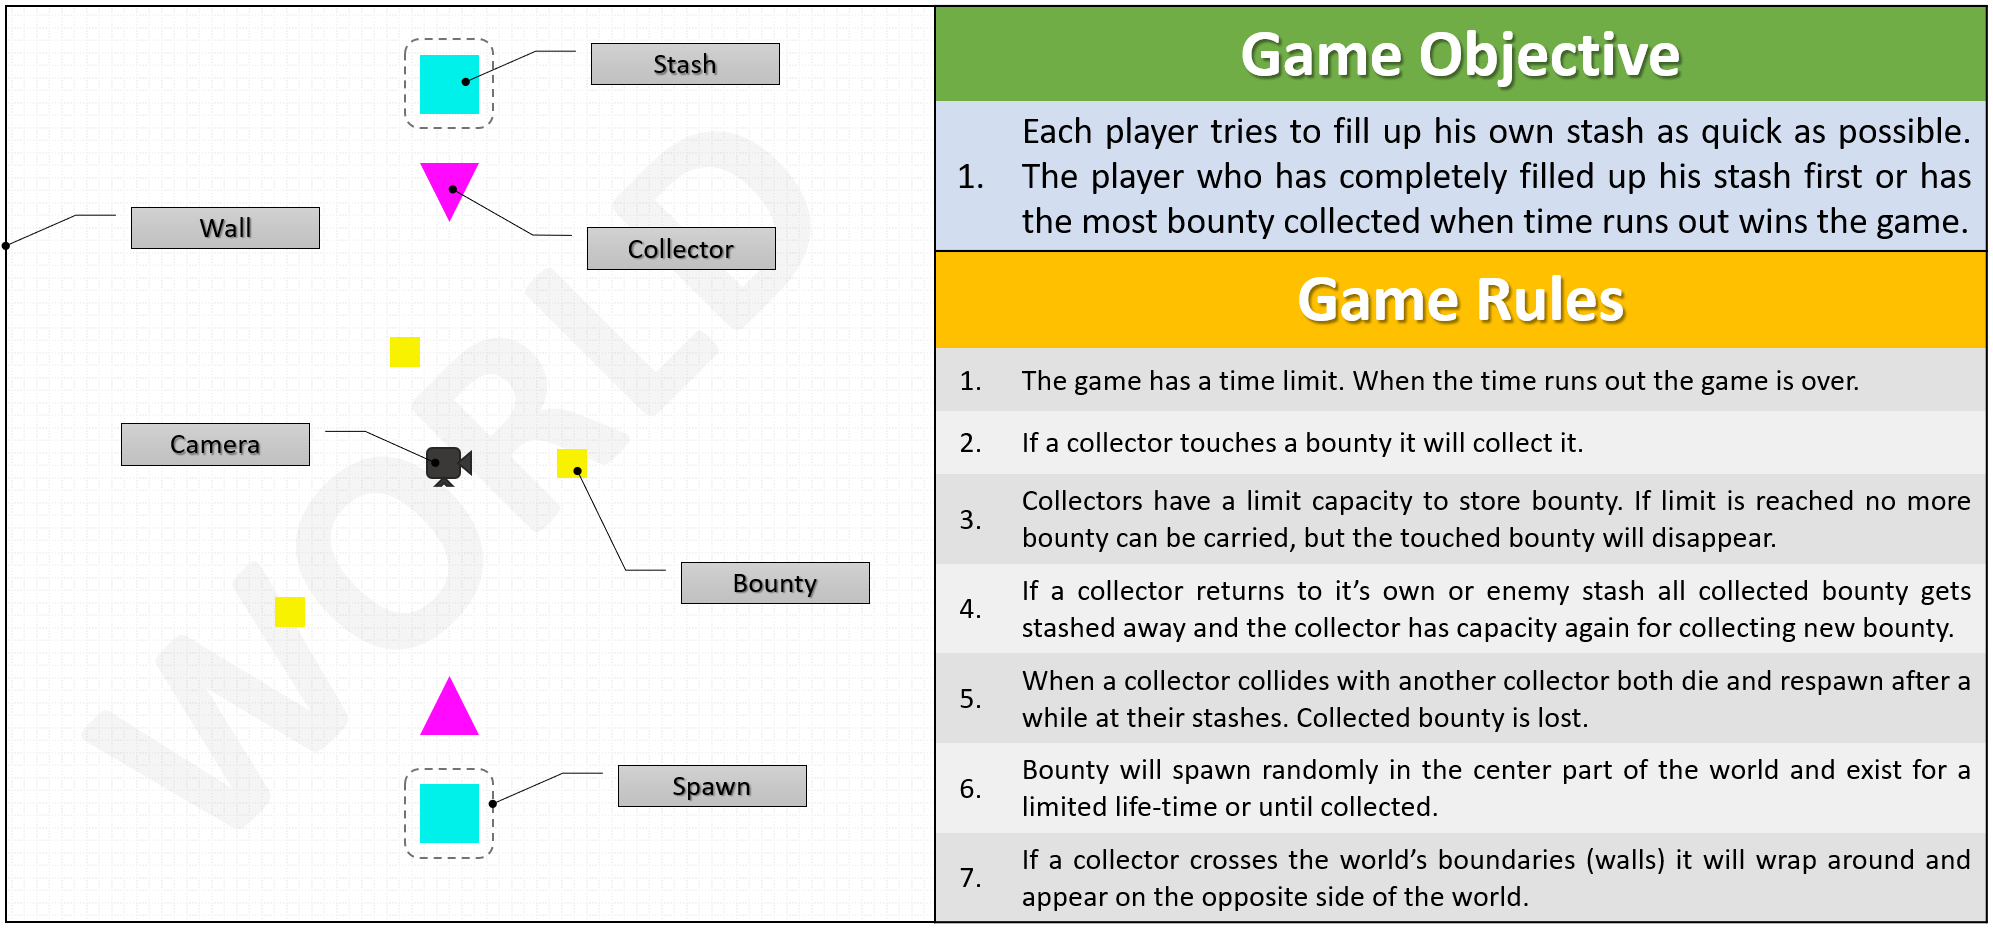 Stash
Wall
Collector
Camera
Bounty
Spawn
WORLD
Game Objective
1.
Each player tries to fill up his own stash as quick as possible.
The player who has completely filled up his stash first or has
the most bounty collected when time runs out wins the game.
Game Rules
1. The game has a time limit. When the time runs out the game is over.
2. If a collector touches a bounty it will collect it.
3.
Collectors have a limit capacity to store bounty. If limit is reached no more
bounty can be carried, but the touched bounty will disappear.
4.
If a collector returns to it’s own or enemy stash all collected bounty gets
stashed away and the collector has capacity again for collecting new bounty.
5.
When a collector collides with another collector both die and respawn after a
while at their stashes. Collected bounty is lost.
6.
Bounty will spawn randomly in the center part of the world and exist for a
limited life-time or until collected.
7.
If a collector crosses the world’s boundaries (walls) it will wrap around and
appear on the opposite side of the world.